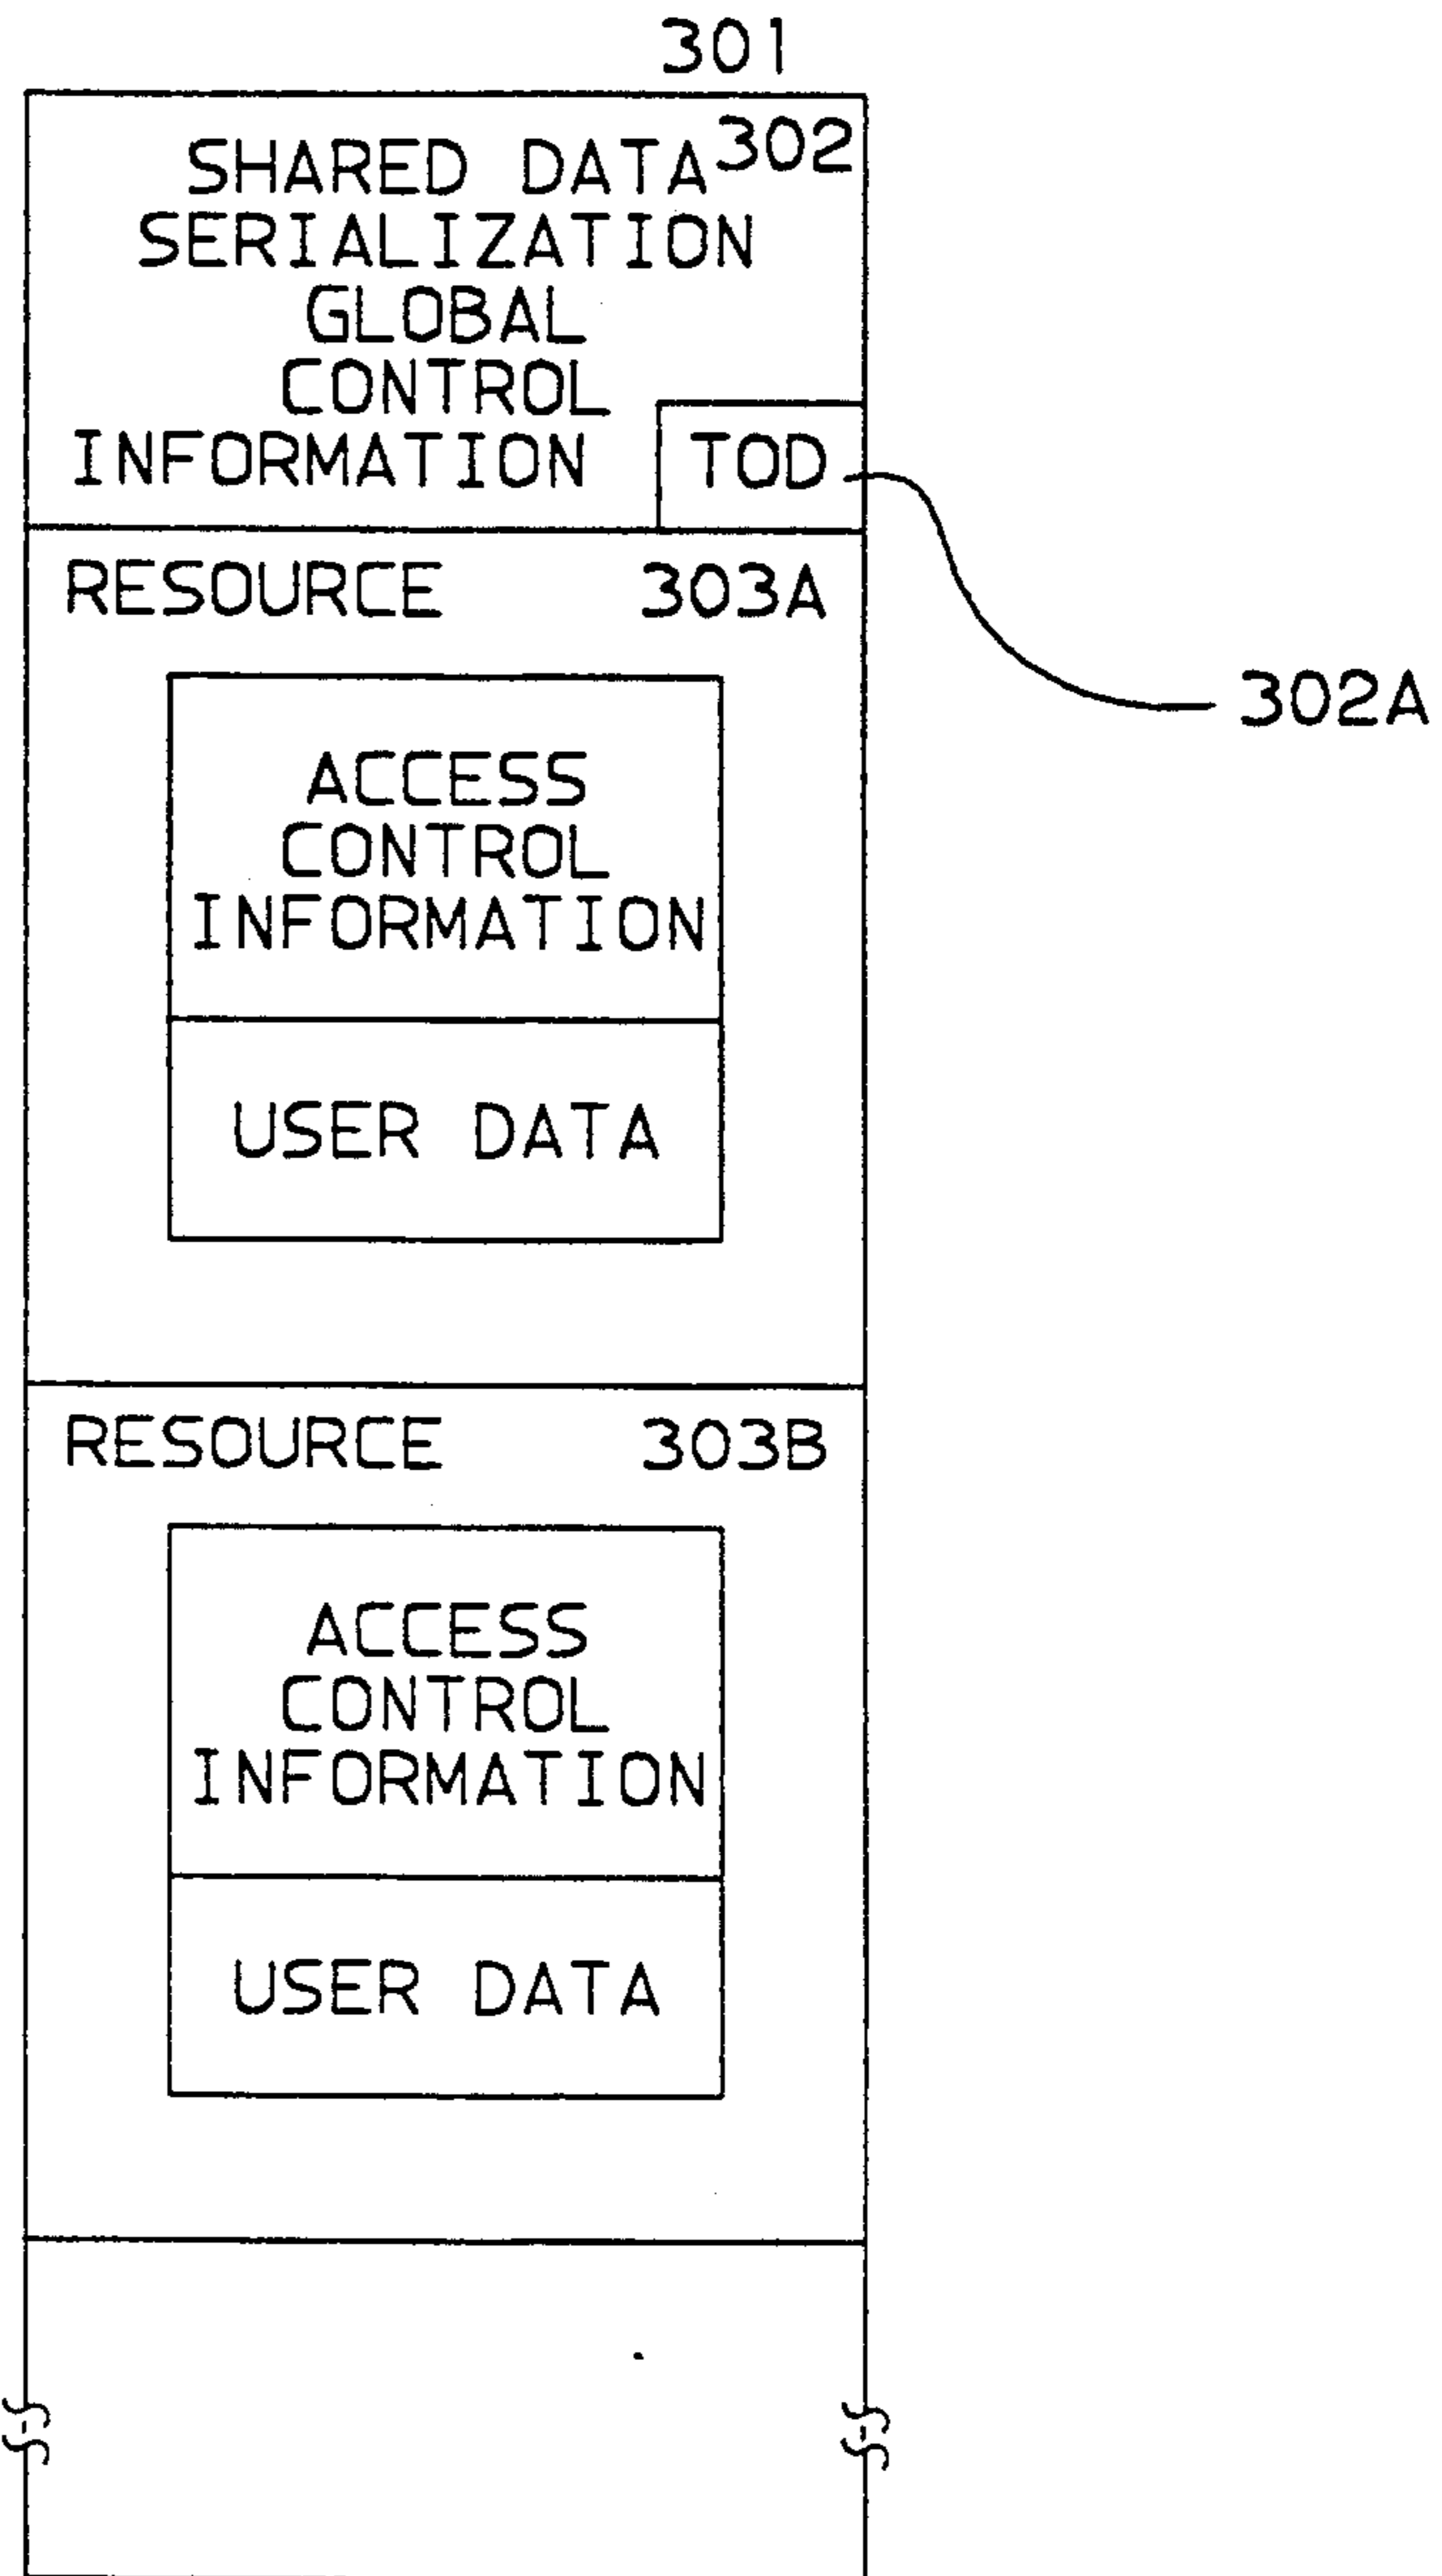 301
302
SHARED DATA
SERIALIZATION
GLOBAL
CONTROL
INFORMATION
TOD
302A
RESOURCE 303A
ACCESS
CONTROL
INFORMATION
USER DATA
RESOURCE 303B
ACCESS
CONTROL
INFORMATION
USER DATA